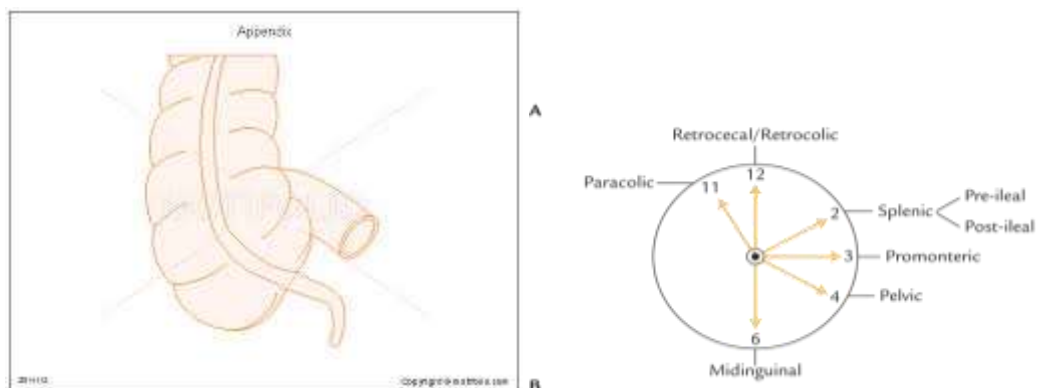 Appendix
A
B
Retrocecal/Retrocolic
12
Paracolic
11
2
Splenic
Pre-ileal
Post-ileal
3
Promonteric
4
Pelvic
6
Midinguinal